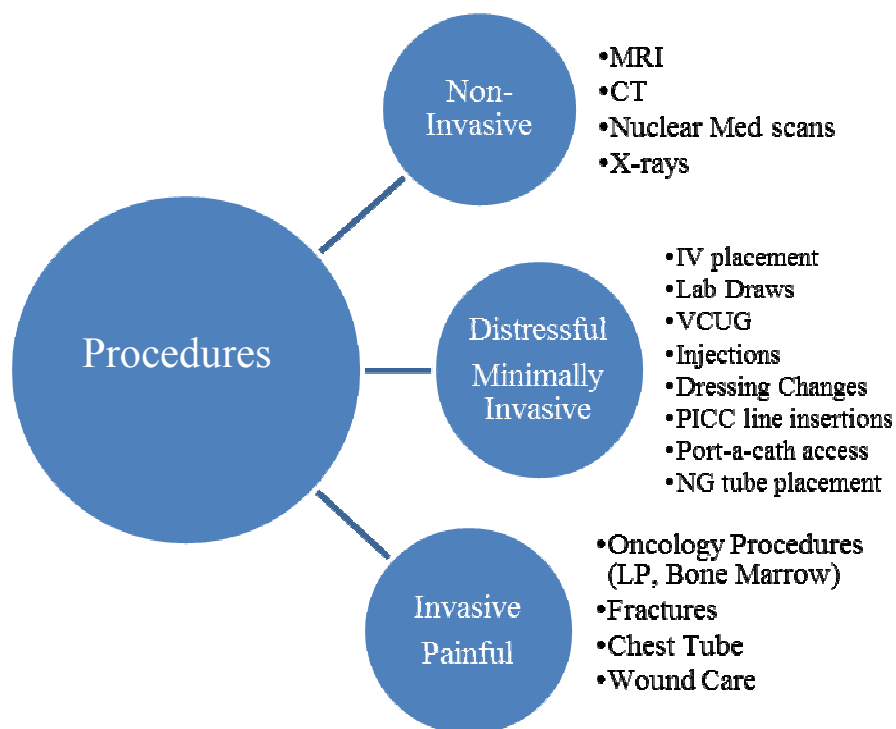 Procedures
Non-
Invasive
•MRI
•CT
•Nuclear Med scans
•X-rays
Distressful
Minimally
Invasive
•IV placement
•Lab Draws
•VCUG
•Injections
•Dressing Changes
•PICC line insertions
•Port-a-cath access
•NG tube placement
Invasive
Painful
•Oncology Procedures
(LP, Bone Marrow)
•Fractures
•Chest Tube
•Wound Care